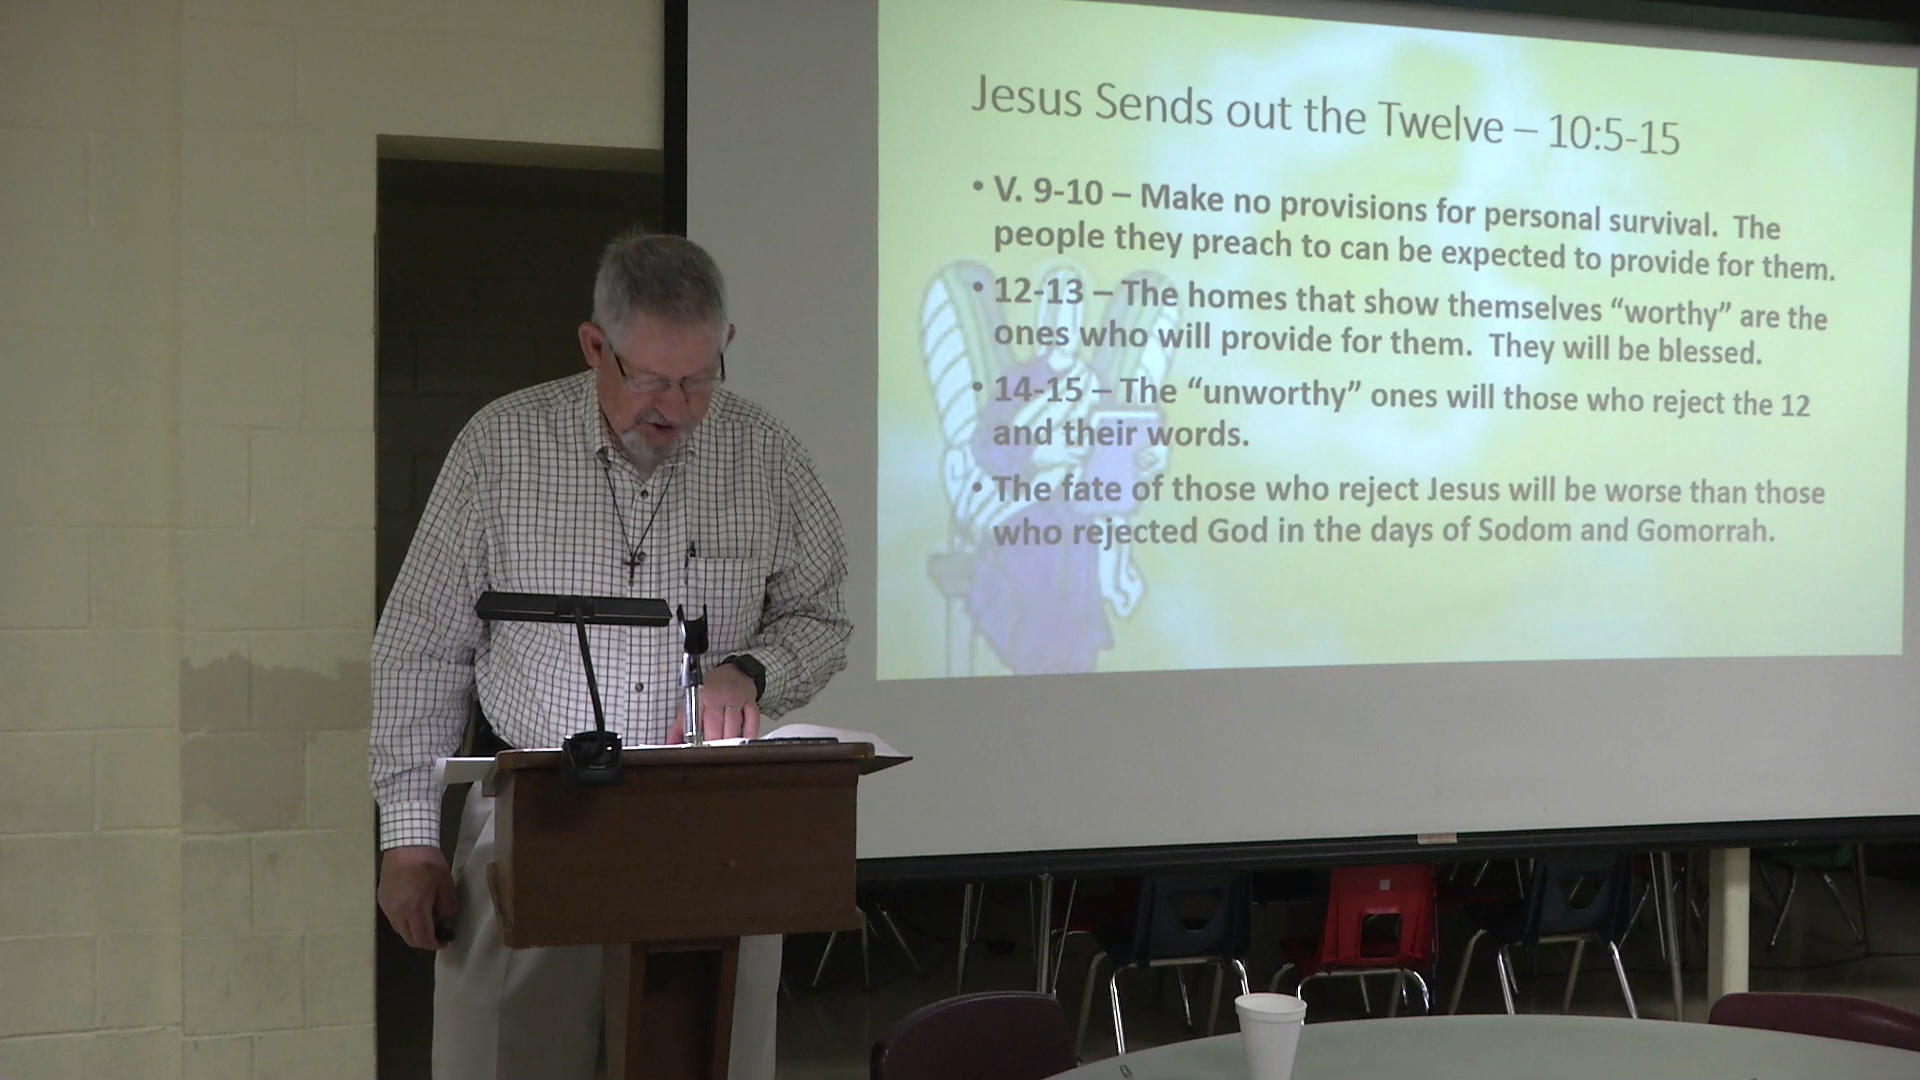 Jesus Sends out the Twelve – 10:5-15
• V. 9-10 – Make no provisions for personal survival. The
people they preach to can be expected to provide for them.
• 12-13 – The homes that show themselves “worthy” are the
ones who will provide for them. They will be blessed.
• 14-15 – The “unworthy” ones will those who reject the 12
and their words.
• The fate of those who reject Jesus will be worse than those
who rejected God in the days of Sodom and Gomorrah.